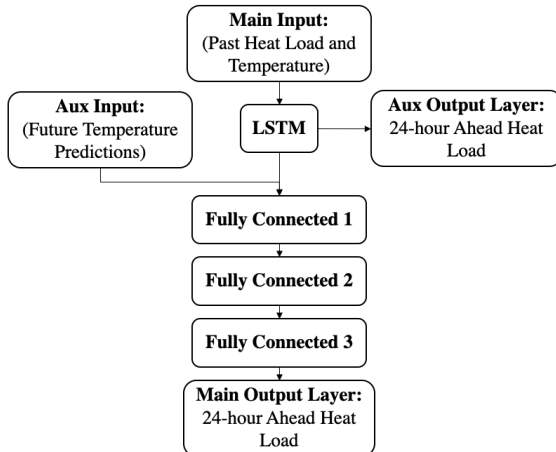 Main Input:
(Past Heat Load and
Temperature)
Aux Input:
(Future Temperature
Predictions)
LSTM
Aux Output Layer:
24-hour Ahead Heat
Load
Fully Connected 1
Fully Connected 2
Fully Connected 3
Main Output Layer:
24-hour Ahead Heat
Load